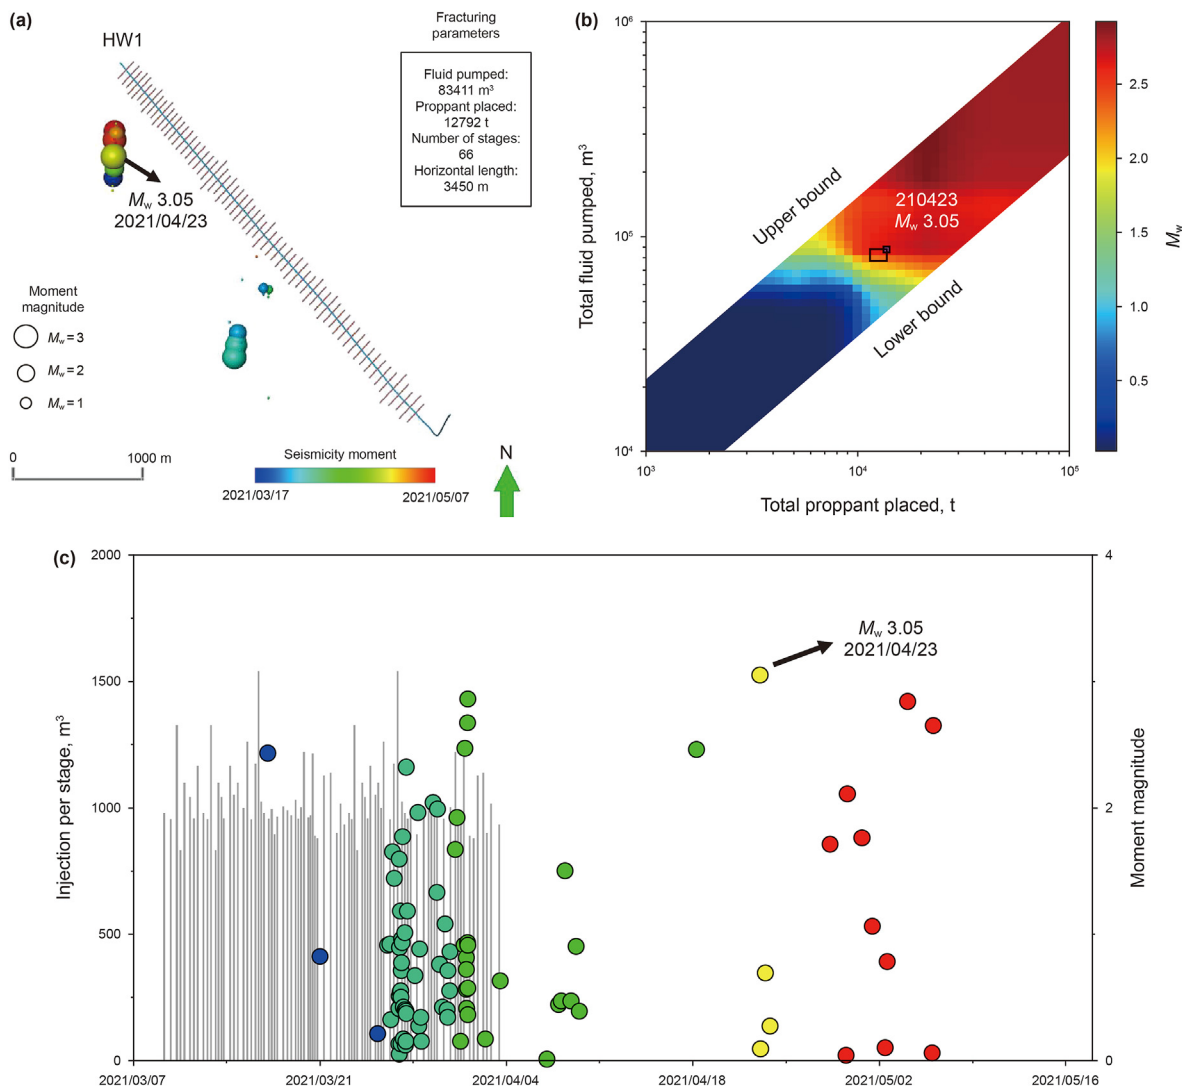 (a)
HW1
Fracturing
parameters
Fluid pumped:
83411 m³
Proppant placed:
12792 t
Number of stages:
66
Horizontal length:
3450 m
Mw 3.05
2021/04/23
Moment
magnitude
Mw = 3
Mw = 2
Mw = 1
0
1000 m
Seismicity moment
2021/03/17
2021/05/07
N
(b)
Total fluid pumped, m³
10⁶
10⁵
10⁴
10³
10⁴
10⁵
Total proppant placed, t
Upper bound
Lower bound
210423
Mw 3.05
2.5
2.0
1.5
1.0
0.5
Mw
(c)
Injection per stage, m³
2000
1500
1000
500
0
Mw 3.05
2021/04/23
4
2
0
Moment magnitude
2021/03/07
2021/03/21
2021/04/04
2021/04/18
2021/05/02
2021/05/16